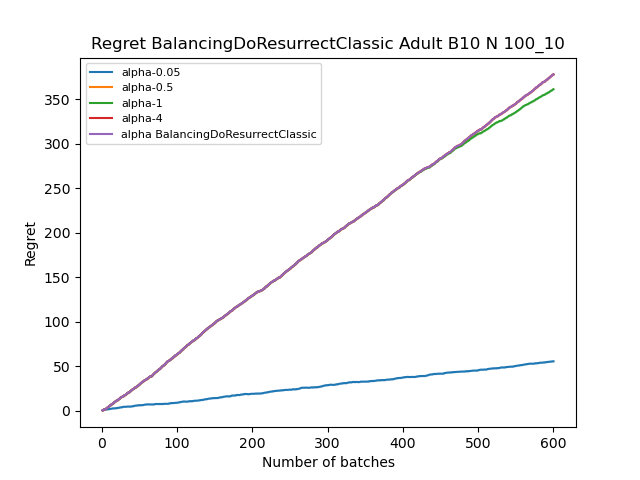 Regret BalancingDoResurrectClassic Adult B10 N 100_10
alpha-0.05
alpha-0.5
alpha-1
alpha-4
alpha BalancingDoResurrectClassic
350
300
250
200
150
100
50
0
Regret
0 100 200 300 400 500 600
Number of batches